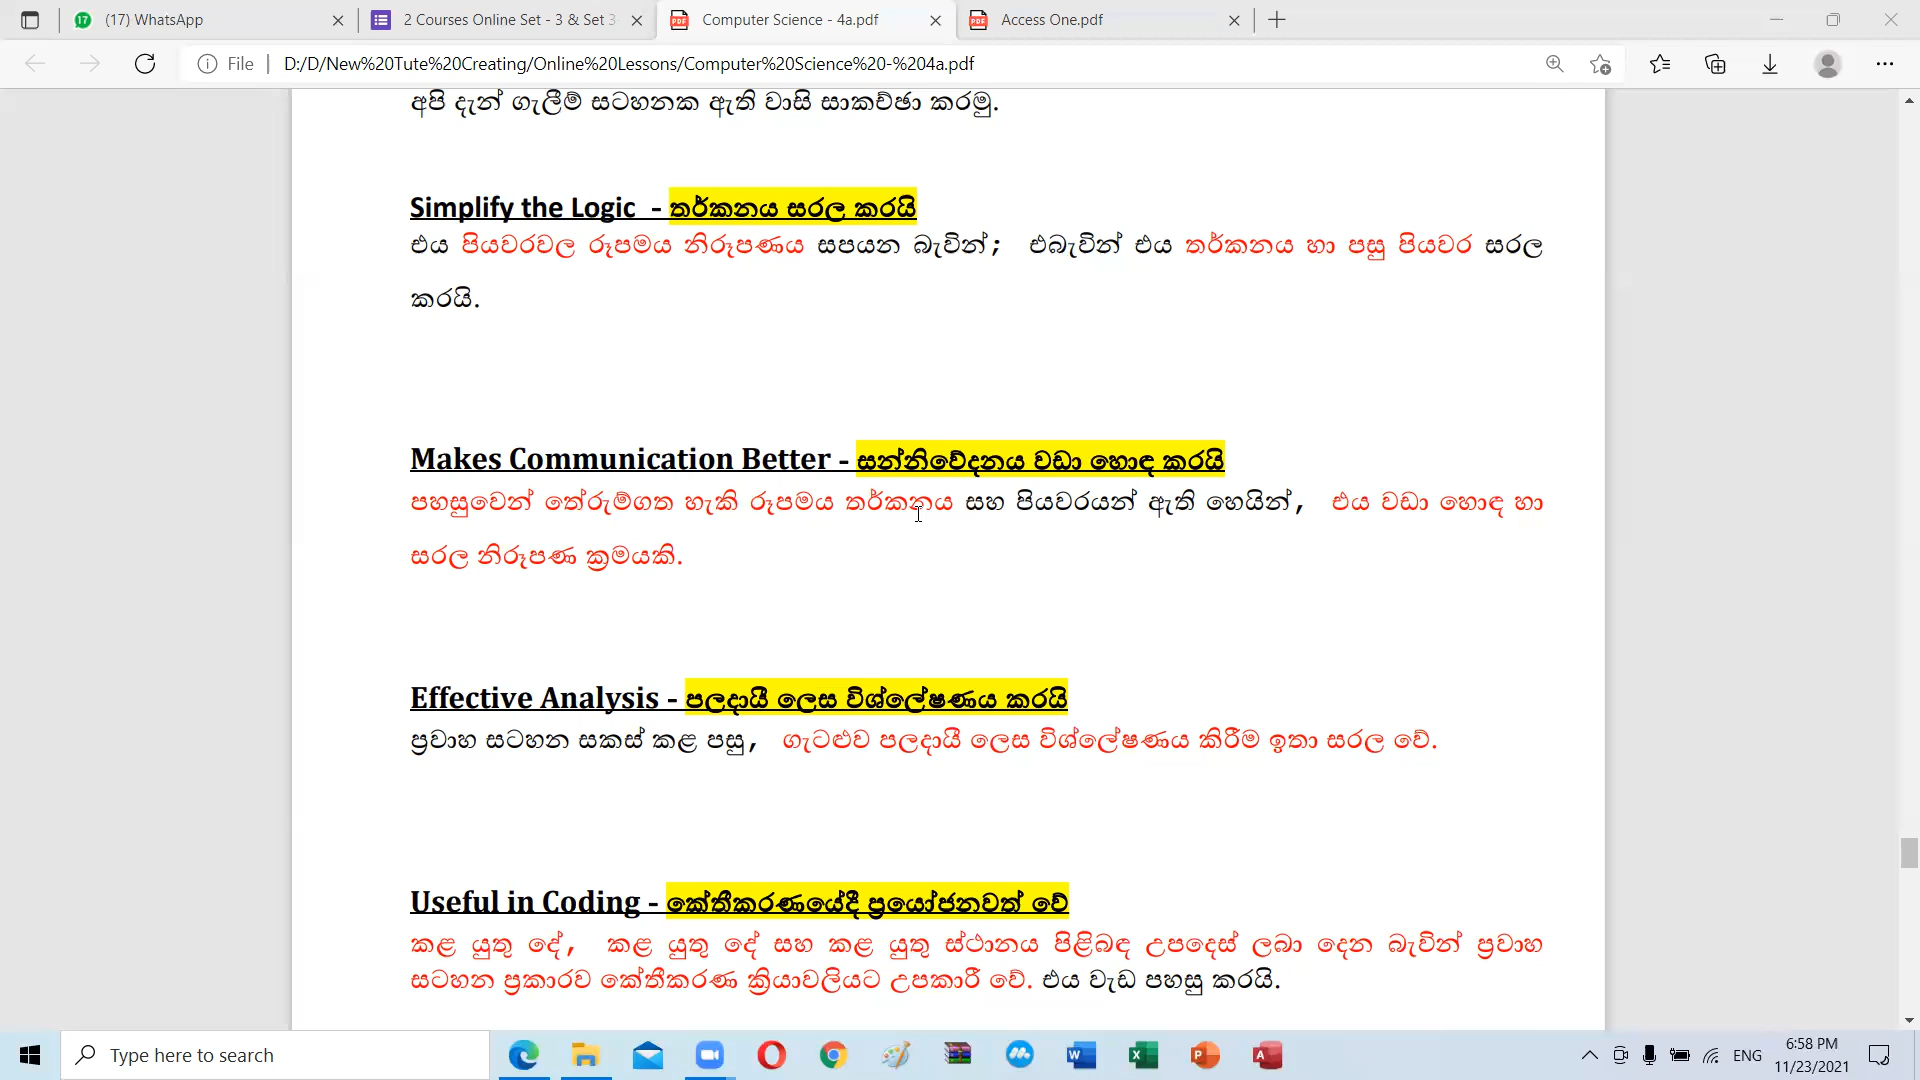 (17) WhatsApp
2 Courses Online Set - 3 & Set 3
Computer Science - 4a.pdf
Access One.pdf
File
D:/D/New%20Tute%20Creating/Online%20Lessons/Computer%20Science%20-%204a.pdf
අපි දැන් ගැලීම් සටහනක ඇති වාසි සාකච්ඡා කරමු.
Simplify the Logic - තර්කනය සරල කරයි
එය පියවරවල රූපමය නිරූපණය සපයන බැවින්; එබැවින් එය තර්කනය හා පසු පියවර සරල
කරයි.
Makes Communication Better - සන්නිවේදනය වඩා හොඳ කරයි
පහසුවෙන් තේරුම්ගත හැකි රූපමය තර්කනය සහ පියවරයන් ඇති හෙයින්, එය වඩා හොඳ හා
සරල නිරූපණ ක්‍රමයකි.
Effective Analysis - පලදායී ලෙස විශ්ලේෂණය කරයි
ප්‍රවාහ සටහන සකස් කළ පසු, ගැටළුව පලදායී ලෙස විශ්ලේෂණය කිරීම ඉතා සරල වේ.
Useful in Coding - කේතීකරණයේදී ප්‍රයෝජනවත් වේ
කළ යුතු දේ, කළ යුතු දේ සහ කළ යුතු ස්ථානය පිළිබඳ උපදෙස් ලබා දෙන බැවින් ප්‍රවාහ
සටහන ප්‍රකාරව කේතීකරණ ක්‍රියාවලියට උපකාරී වේ. එය වැඩ පහසු කරයි.
Type here to search
ENG
6:58 PM
11/23/2021